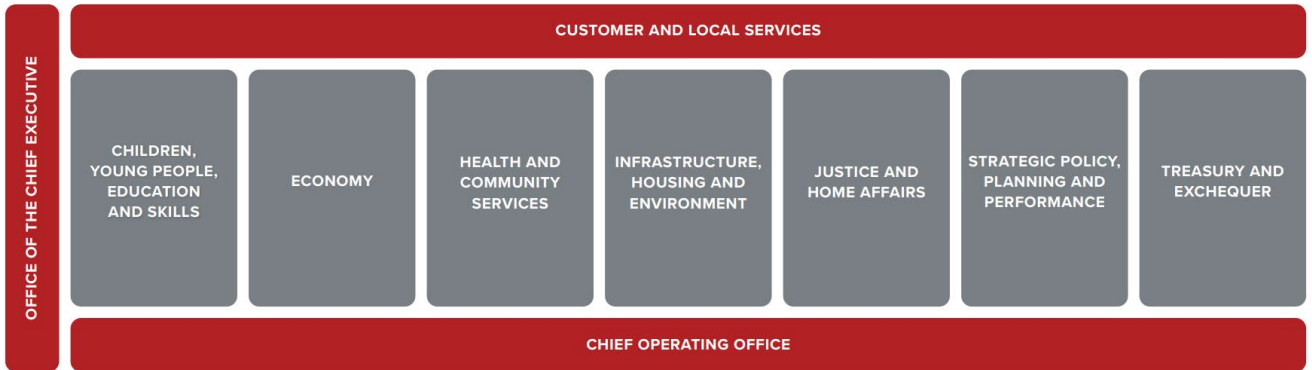 OFFICE OF THE CHIEF EXECUTIVE
CUSTOMER AND LOCAL SERVICES
CHILDREN,
YOUNG PEOPLE,
EDUCATION
AND SKILLS
ECONOMY
HEALTH AND
COMMUNITY
SERVICES
INFRASTRUCTURE,
HOUSING AND
ENVIRONMENT
JUSTICE AND
HOME AFFAIRS
STRATEGIC POLICY,
PLANNING AND
PERFORMANCE
TREASURY AND
EXCHEQUER
CHIEF OPERATING OFFICE